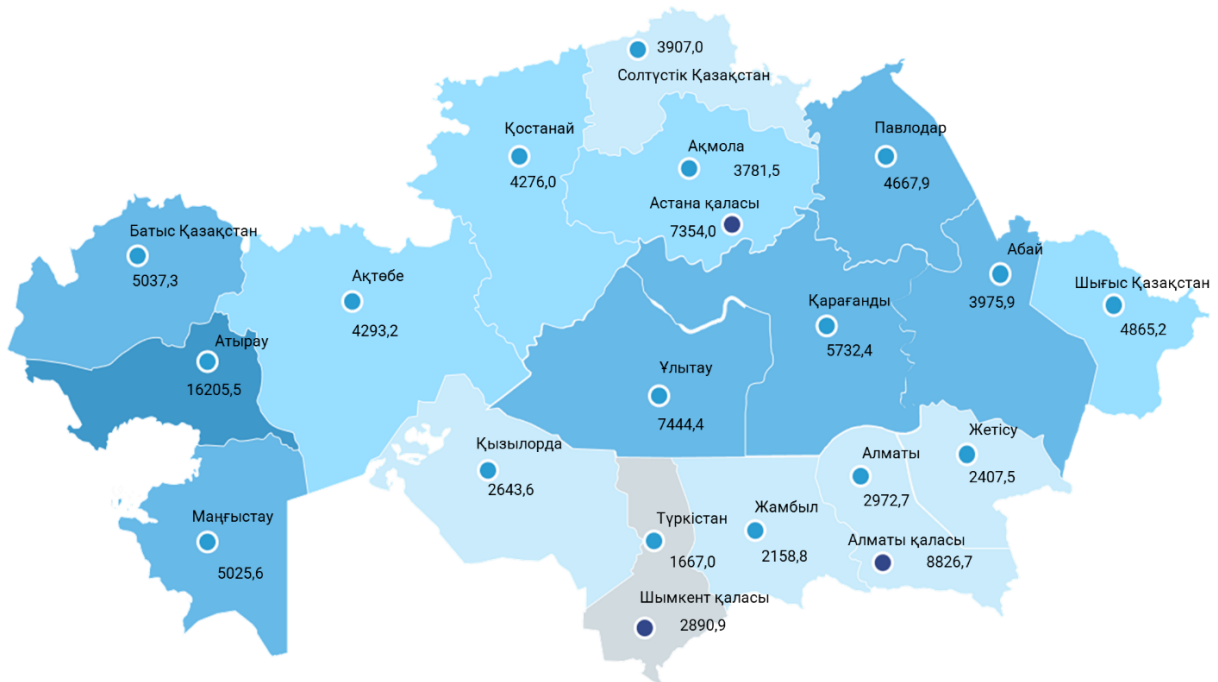 3907,0
Солтүстік Қазақстан
Қостанай
4276,0
Ақмола
3781,5
Астана қаласы
7354,0
Павлодар
4667,9
Батыс Қазақстан
5037,3
Ақтөбе
4293,2
Атырау
16205,5
Абай
3975,9
Шығыс Қазақстан
4865,2
Қарағанды
5732,4
Ұлытау
7444,4
Қызылорда
2643,6
Маңғыстау
5025,6
Түркістан
1667,0
Шымкент қаласы
2890,9
Жамбыл
2158,8
Алматы
2972,7
Жетісу
2407,5
Алматы қаласы
8826,7